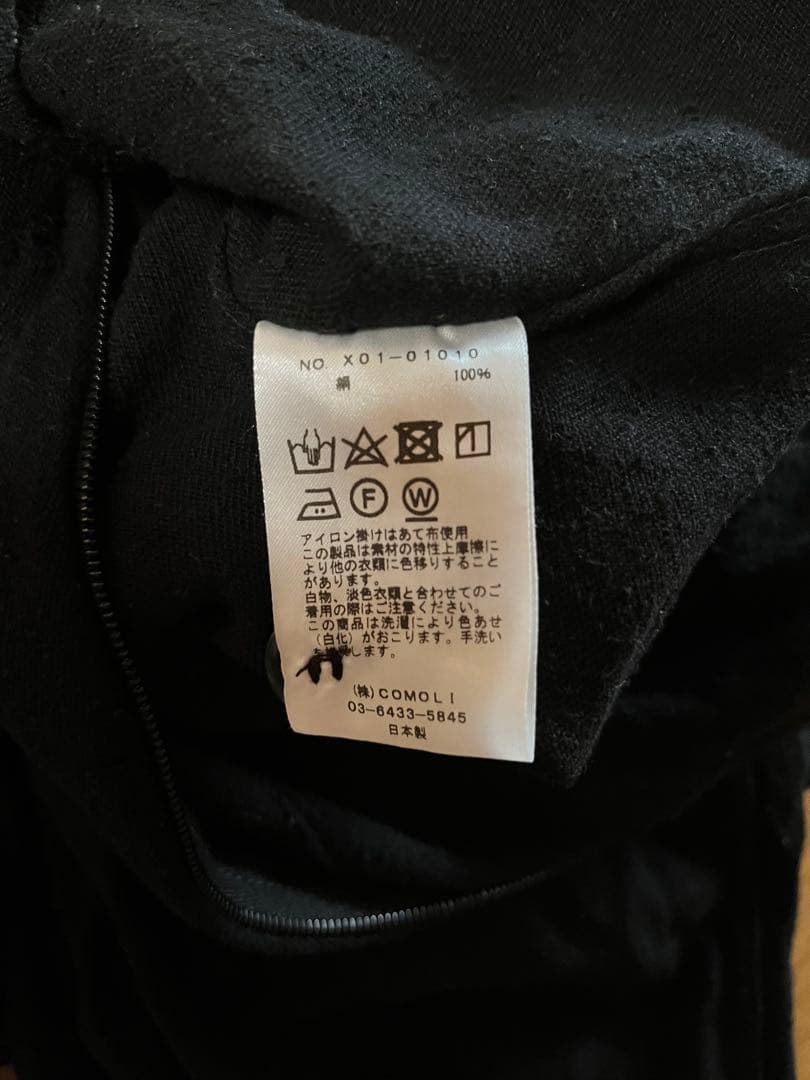 NO. X01-01010
絹 100%
F W
アイロン掛けはあて布使用
この製品は素材の特性上摩擦に
より他の衣類に色移りすること
があります。
白物、淡色衣類と合わせてのご
着用の際はご注意ください。
この商品は洗濯により色あせ
(白化)がおこります。手洗い
します。
(株)COMOLI
03-6433-5845
日本製